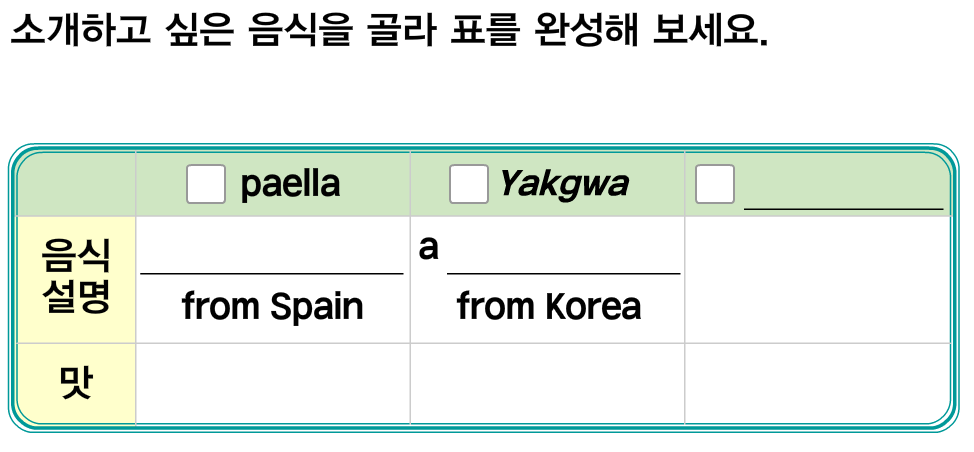 소개하고 싶은 음식을 골라 표를 완성해 보세요.
paella
Yakgwa
음식
설명
a
from Spain
from Korea
맛